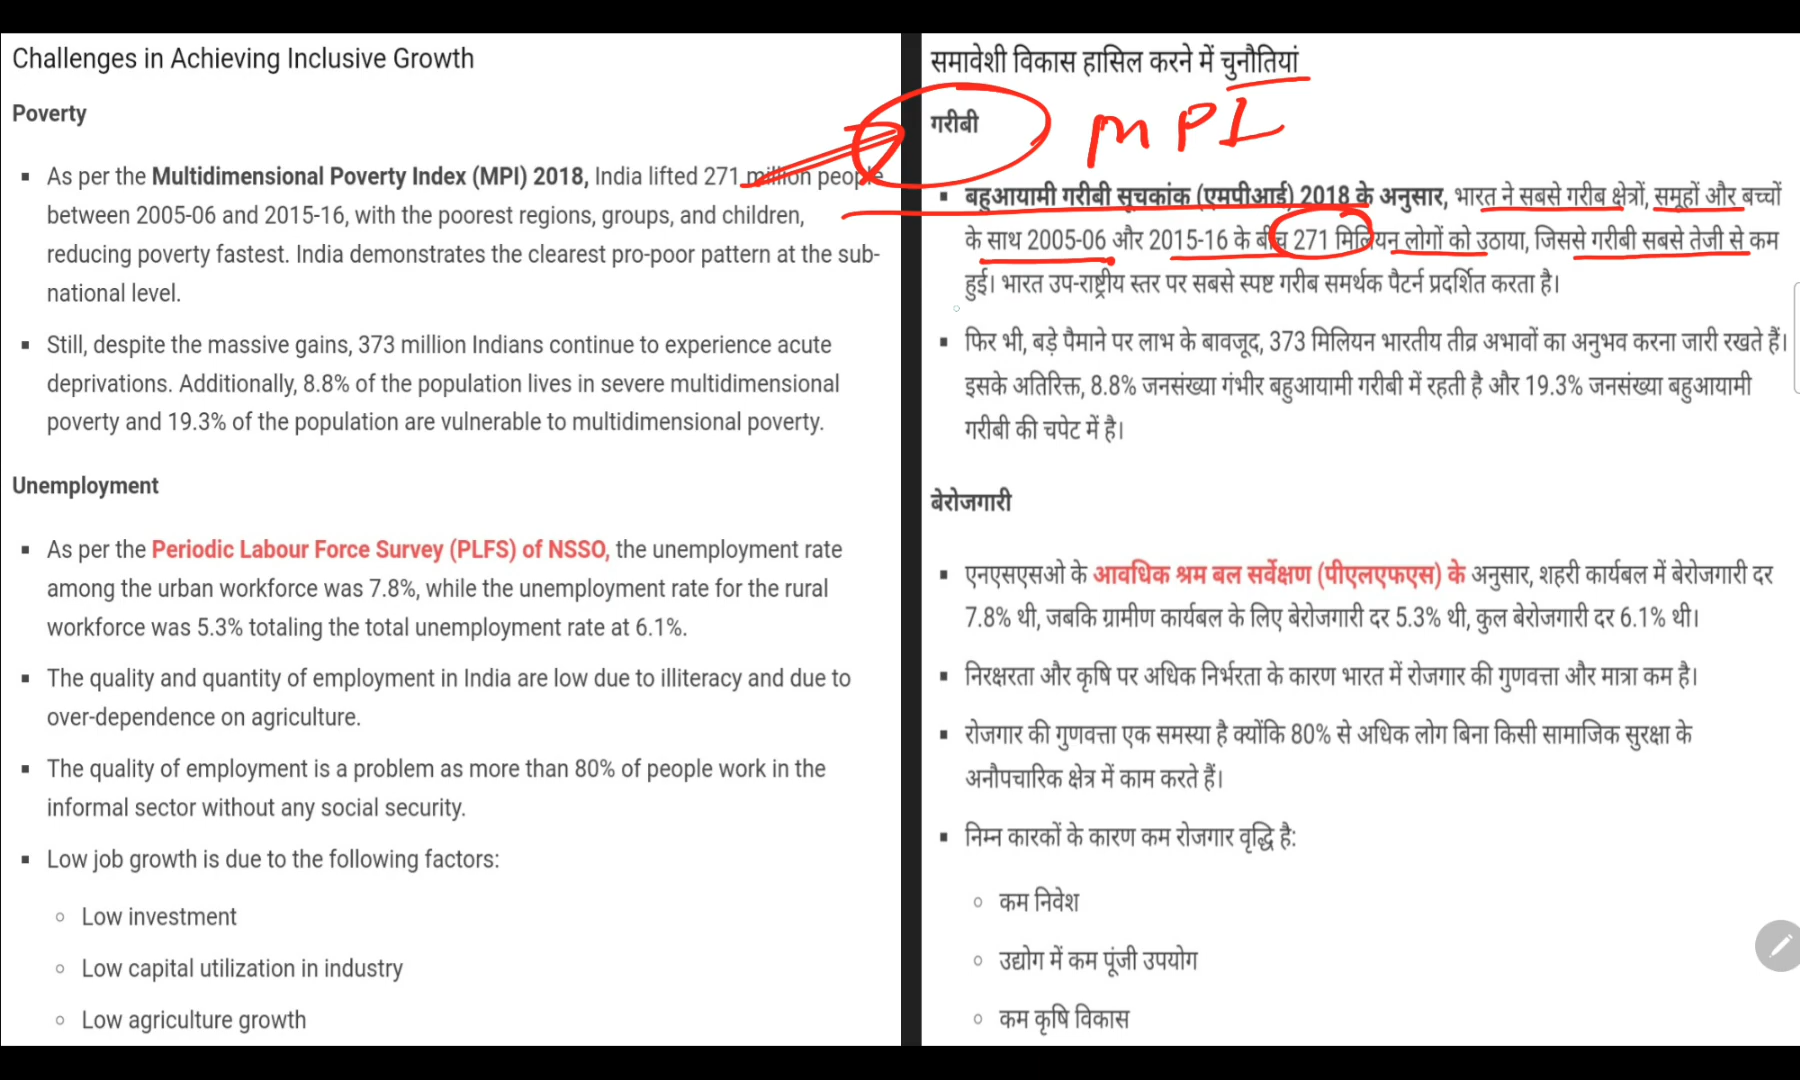 Challenges in Achieving Inclusive Growth
Poverty
▪ As per the Multidimensional Poverty Index (MPI) 2018, India lifted 271 million people
between 2005-06 and 2015-16, with the poorest regions, groups, and children,
reducing poverty fastest. India demonstrates the clearest pro-poor pattern at the sub-
national level.
▪ Still, despite the massive gains, 373 million Indians continue to experience acute
deprivations. Additionally, 8.8% of the population lives in severe multidimensional
poverty and 19.3% of the population are vulnerable to multidimensional poverty.
Unemployment
▪ As per the Periodic Labour Force Survey (PLFS) of NSSO, the unemployment rate
among the urban workforce was 7.8%, while the unemployment rate for the rural
workforce was 5.3% totaling the total unemployment rate at 6.1%.
▪ The quality and quantity of employment in India are low due to illiteracy and due to
over-dependence on agriculture.
▪ The quality of employment is a problem as more than 80% of people work in the
informal sector without any social security.
▪ Low job growth is due to the following factors:
○ Low investment
○ Low capital utilization in industry
○ Low agriculture growth
समावेशी विकास हासिल करने में चुनौतियां
गरीबी
MPI
▪ बहुआयामी गरीबी सूचकांक (एमपीआई) 2018 के अनुसार, भारत ने सबसे गरीब क्षेत्रों, समूहों और बच्चों
के साथ 2005-06 और 2015-16 के बीच 271 मिलियन लोगों को उठाया, जिससे गरीबी सबसे तेजी से कम
हुई। भारत उप-राष्ट्रीय स्तर पर सबसे स्पष्ट गरीब समर्थक पैटर्न प्रदर्शित करता है।
▪ फिर भी, बड़े पैमाने पर लाभ के बावजूद, 373 मिलियन भारतीय तीव्र अभावों का अनुभव करना जारी रखते हैं।
इसके अतिरिक्त, 8.8% जनसंख्या गंभीर बहुआयामी गरीबी में रहती है और 19.3% जनसंख्या बहुआयामी
गरीबी की चपेट में है।
बेरोजगारी
▪ एनएसएसओ के आवधिक श्रम बल सर्वेक्षण (पीएलएफएस) के अनुसार, शहरी कार्यबल में बेरोजगारी दर
7.8% थी, जबकि ग्रामीण कार्यबल के लिए बेरोजगारी दर 5.3% थी, कुल बेरोजगारी दर 6.1% थी।
▪ निरक्षरता और कृषि पर अधिक निर्भरता के कारण भारत में रोजगार की गुणवत्ता और मात्रा कम है।
▪ रोजगार की गुणवत्ता एक समस्या है क्योंकि 80% से अधिक लोग बिना किसी सामाजिक सुरक्षा के
अनौपचारिक क्षेत्र में काम करते हैं।
▪ निम्न कारकों के कारण कम रोजगार वृद्धि है:
○ कम निवेश
○ उद्योग में कम पूंजी उपयोग
○ कम कृषि विकास